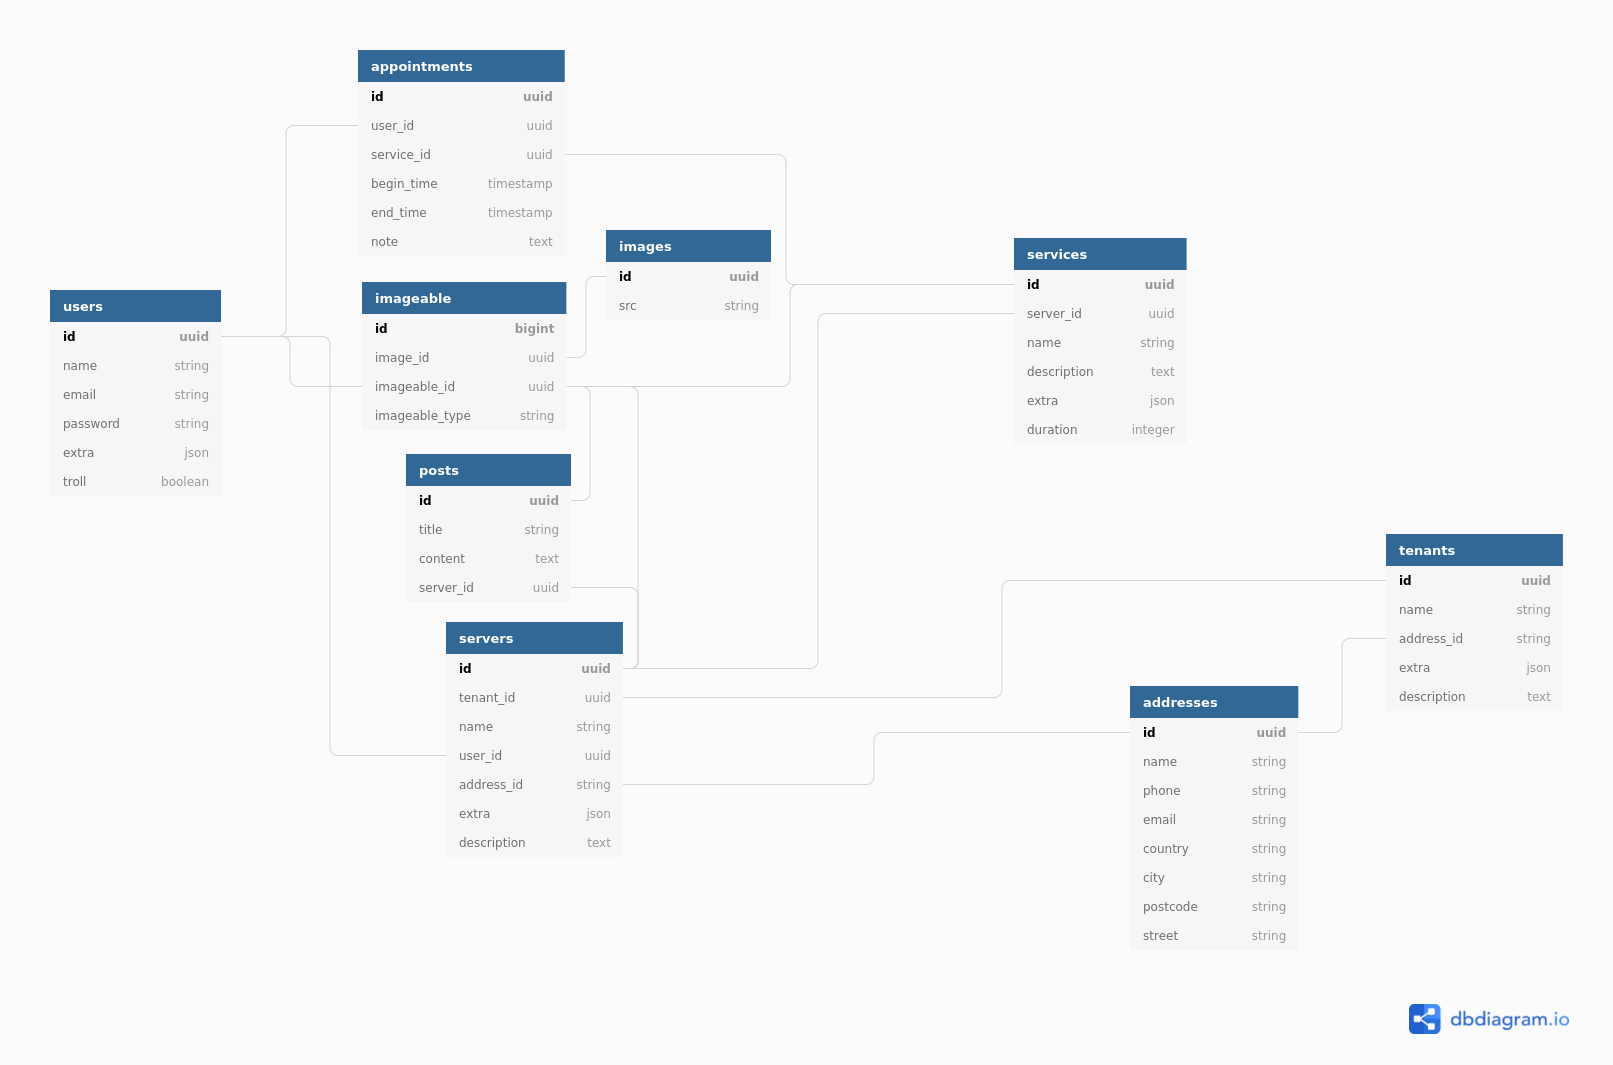 appointments
id uuid
user_id uuid
service_id uuid
begin_time timestamp
end_time timestamp
note text
images
id uuid
src string
services
id uuid
server_id uuid
name string
description text
extra json
duration integer
users
id uuid
name string
email string
password string
extra json
troll boolean
imageable
id bigint
image_id uuid
imageable_id uuid
imageable_type string
posts
id uuid
title string
content text
server_id uuid
servers
id uuid
tenant_id uuid
name string
user_id uuid
address_id string
extra json
description text
tenants
id uuid
name string
address_id string
extra json
description text
addresses
id uuid
name string
phone string
email string
country string
city string
postcode string
street string
dbdiagram.io